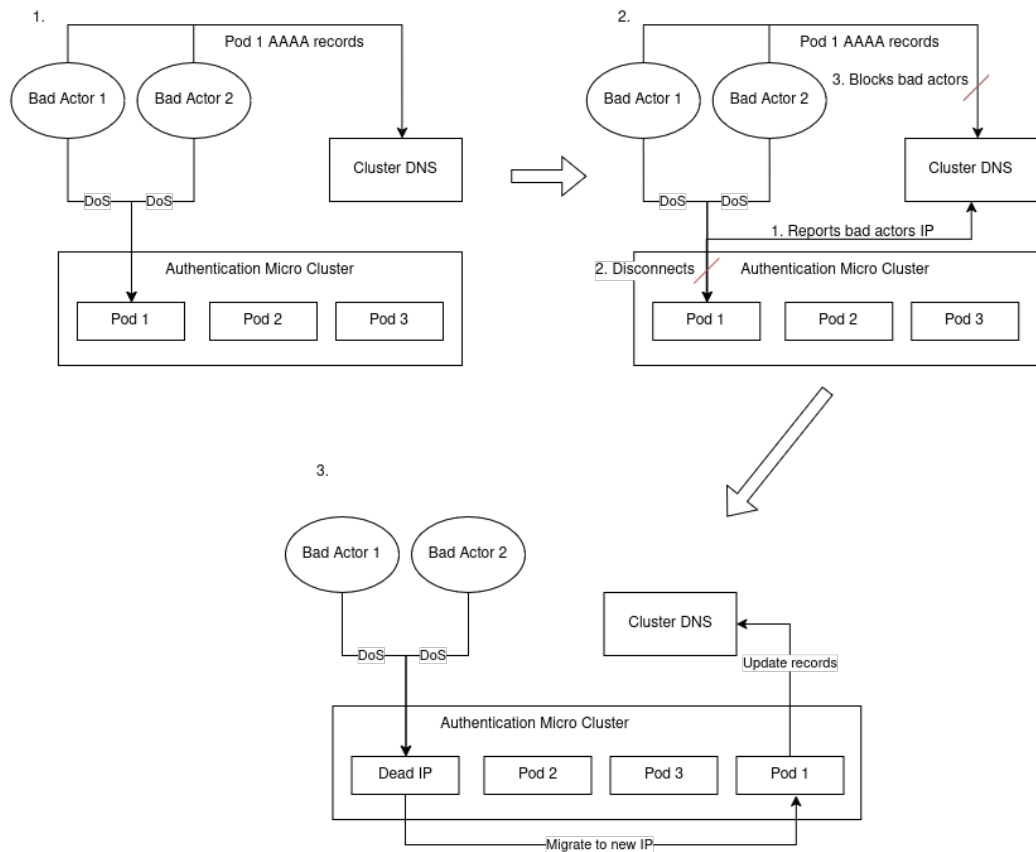 1.
Pod 1 AAAA records
Bad Actor 1
Bad Actor 2
Cluster DNS
DoS
DoS
Authentication Micro Cluster
Pod 1
Pod 2
Pod 3
2.
Pod 1 AAAA records
3. Blocks bad actors
Bad Actor 1
Bad Actor 2
Cluster DNS
DoS
DoS
1. Reports bad actors IP
2. Disconnects
Authentication Micro Cluster
Pod 1
Pod 2
Pod 3
3.
Bad Actor 1
Bad Actor 2
Cluster DNS
DoS
DoS
Update records
Authentication Micro Cluster
Dead IP
Pod 2
Pod 3
Pod 1
Migrate to new IP